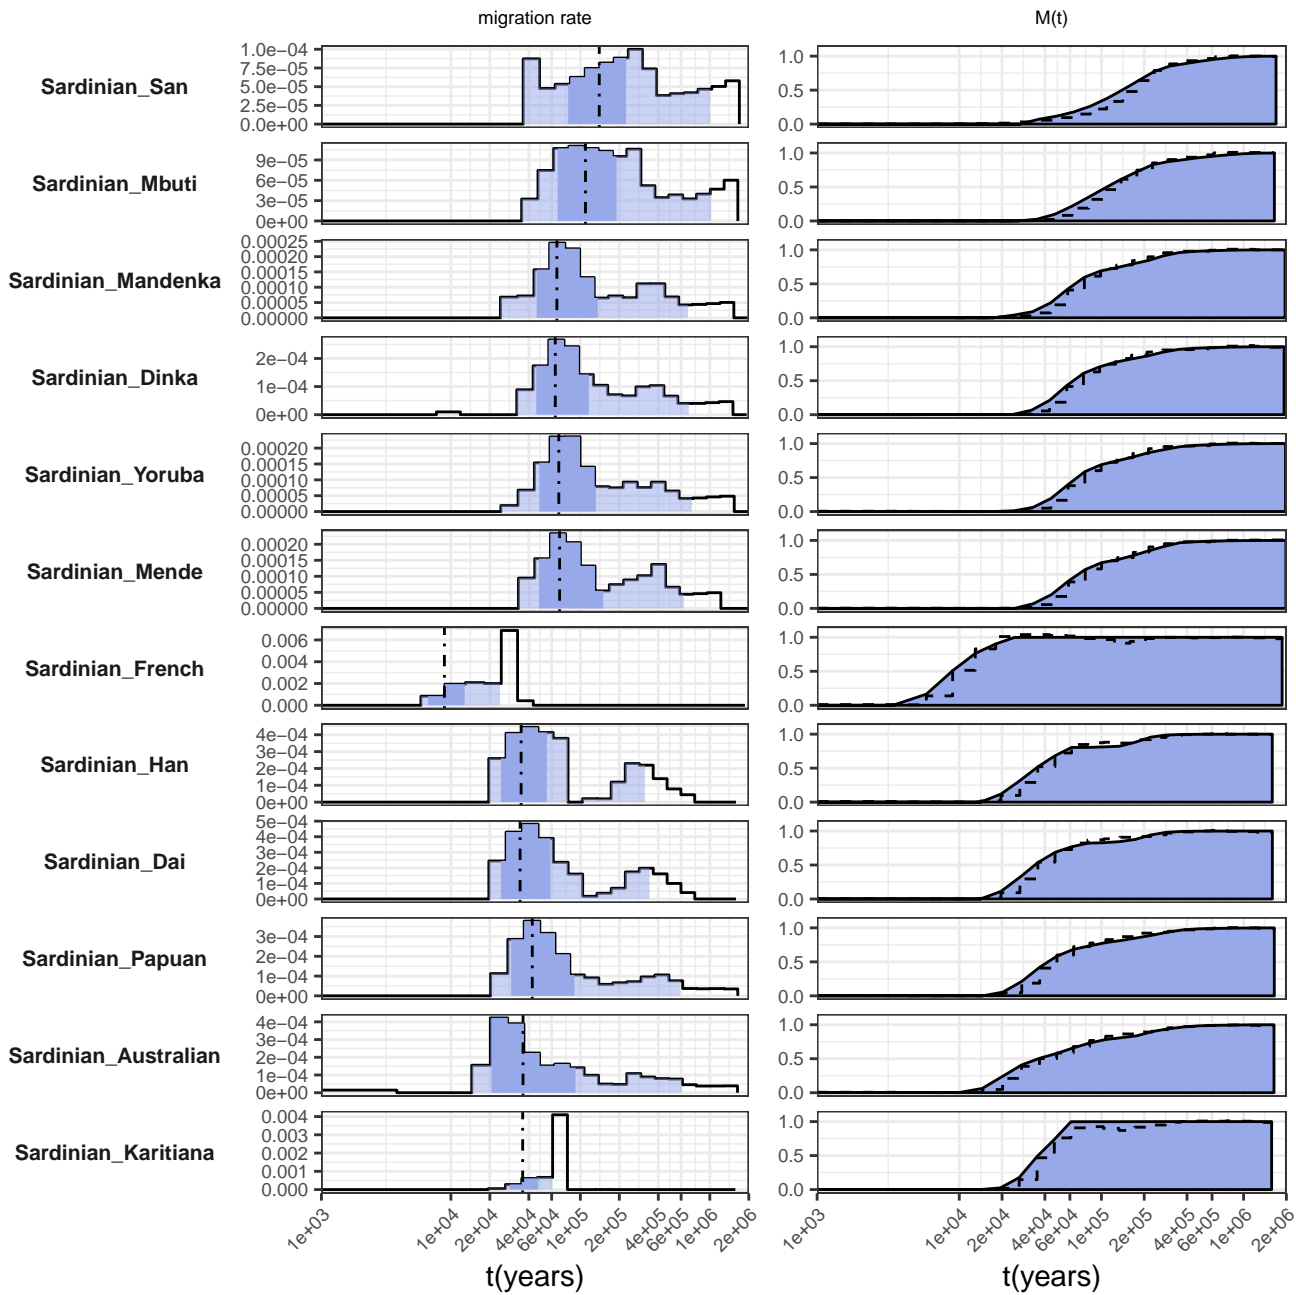 migration rate M(t)
Sardinian_San
1.0e−04
7.5e−05
5.0e−05
2.5e−05
0.0e+00
1.0
0.5
0.0
Sardinian_Mbuti
9e−05
6e−05
3e−05
0e+00
1.0
0.5
0.0
Sardinian_Mandenka
0.00025
0.00020
0.00015
0.00010
0.00005
0.00000
1.0
0.5
0.0
Sardinian_Dinka
2e−04
1e−04
0e+00
1.0
0.5
0.0
Sardinian_Yoruba
0.00020
0.00015
0.00010
0.00005
0.00000
1.0
0.5
0.0
Sardinian_Mende
0.00020
0.00015
0.00010
0.00005
0.00000
1.0
0.5
0.0
Sardinian_French
0.006
0.004
0.002
0.000
1.0
0.5
0.0
Sardinian_Han
4e−04
3e−04
2e−04
1e−04
0e+00
1.0
0.5
0.0
Sardinian_Dai
5e−04
4e−04
3e−04
2e−04
1e−04
0e+00
1.0
0.5
0.0
Sardinian_Papuan
3e−04
2e−04
1e−04
0e+00
1.0
0.5
0.0
Sardinian_Australian
4e−04
3e−04
2e−04
1e−04
0e+00
1.0
0.5
0.0
Sardinian_Karitiana
0.004
0.003
0.002
0.001
0.000
1.0
0.5
0.0
1e+03 1e+04 2e+04 4e+04 6e+04 1e+05 2e+05 4e+05 6e+05 1e+06 2e+06
1e+03 1e+04 2e+04 4e+04 6e+04 1e+05 2e+05 4e+05 6e+05 1e+06 2e+06
t(years) t(years)